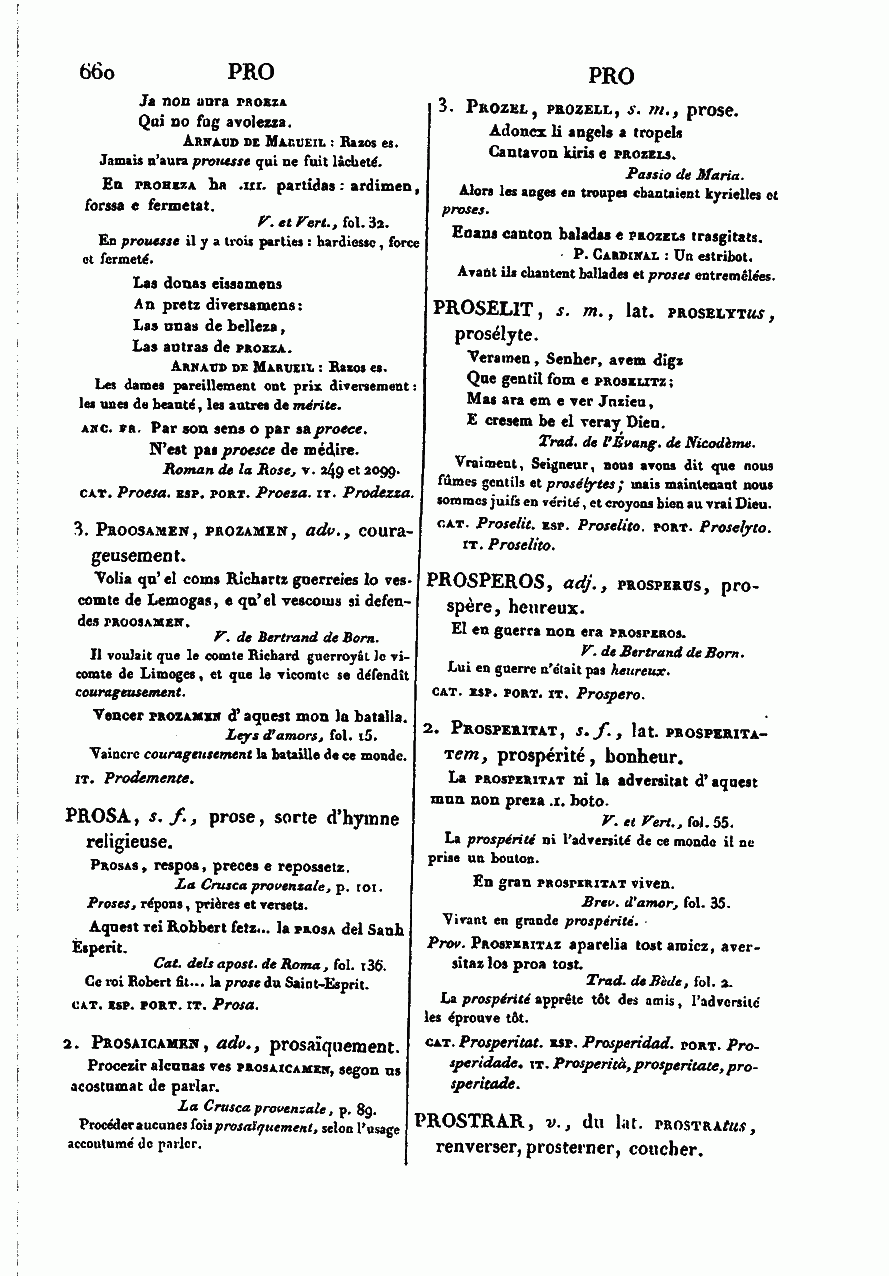 660 PRO
PRO
Ja non aura PROEZA
Qui no fug avolezza.
ARNAUD DE MARUEIL : Razos es.
Jamais n'aura prouesse qui ne fuit lâcheté.
En PROHEZA ha .III. partidas : ardimen,
forssa e fermetat.
V. et Vert., fol. 32.
En prouesse il y a trois parties : hardiesse, force
et fermeté.
Las donas eissamens
An pretz diversamens:
Las unas de belleza,
Las autras de PROEZA.
ARNAUD DE MARUEIL : Razos es.
Les dames pareillement ont prix diversement :
les unes de beauté, les autres de mérite.
ANC. FR. Par son sens o par sa proece.
N'est pas proesce de médire.
Roman de la Rose, v. 249 et 2099.
CAT. Proesa. ESP. PORT. Proeza. IT. Prodezza.
3. PROOSAMEN, PROZAMEN, adv., coura-
geusement.
Volia qu'el coms Richartz guerreies lo ves-
comte de Lemogas, e qu'el vescoms si defen-
des PROOSAMEN.
V. de Bertrand de Born.
Il voulait que le comte Richard guerroyât le vi-
comte de Limoges, et que le vicomte se défendît
courageusement.
Vencer PROZAMEN d'aquest mon la batalla.
Leys d'amors, fol. 15.
Vaincre courageusement la bataille de ce monde.
IT. Prodemente.
PROSA, s. f., prose, sorte d'hymne
religieuse.
PROSAS, respos, preces e repossetz.
La Crusca provenzale, p. 101.
Proses, répons, prières et versets.
Aquest rei Robbert fetz... la PROSA del Sanh
Esperit.
Cat. dels apost. de Roma, fol. 136.
Ce roi Robert fit... la prose du Saint-Esprit.
CAT. ESP. PORT. IT. Prosa.
2. PROSAICAMEN, adv., prosaïquement.
Procezir alcunas ves PROSAICAMEN, segon us
acostumat de parlar.
La Crusca provenzale, p. 89.
Procéder aucunes fois prosaïquement, selon l'usage
accoutumé de parler.
3. PROZEL, PROZELL, s. m., prose.
Adoncx li angels a tropels
Cantavon kiris e PROZELS.
Passio de Maria.
Alors les anges en troupes chantaient kyrielles et
proses.
Enans canton baladas e PROZELS trasgitats.
P. CARDINAL : Un estribot.
Avant ils chantent ballades et proses entremêlées.
PROSELIT, s. m., lat. PROSELYTus,
prosélyte.
Veramen, Senher, avem digz
Que gentil fom e PROSELITZ;
Mas ara em e ver Juzieu,
E cresem be el veray Dieu.
Trad. de l'Évang. de Nicodème.
Vraiment, Seigneur, nous avons dit que nous
fûmes gentils et prosélytes; mais maintenant nous
sommes juifs en vérité, et croyons bien au vrai Dieu.
CAT. Proselit. ESP. Proselito. PORT. Proselyto.
IT. Proselito.
PROSPEROS, adj., PROSPERUS, pro-
spère, heureux.
El en guerra non era PROSPEROS.
V. de Bertrand de Born.
Lui en guerre n'était pas heureux.
CAT. ESP. PORT. IT. Prospero.
2. PROSPERITAT, s. f., lat. PROSPERITA-
Tem, prospérité, bonheur.
La PROSPERITAT ni la adversitat d'aquest
mun non preza .I. boto.
V. et Vert., fol. 55.
La prospérité ni l'adversité de ce monde il ne
prise un bouton.
En gran PROSPERITAT viven.
Brev. d'amor, fol. 35.
Vivant en grande prospérité.
Prov. PROSPERITAZ aparelia tost amicz, aver-
sitaz los proa tost.
Trad. de Bède, fol. 2.
La prospérité apprête tôt des amis, l'adversité
les éprouve tôt.
CAT. Prosperitat. ESP. Prosperidad. PORT. Pro-
speridade. IT. Prosperità, prosperitate, pro-
speritade.
PROSTRAR, v., du lat. PROSTRAtus,
renverser, prosterner, coucher.